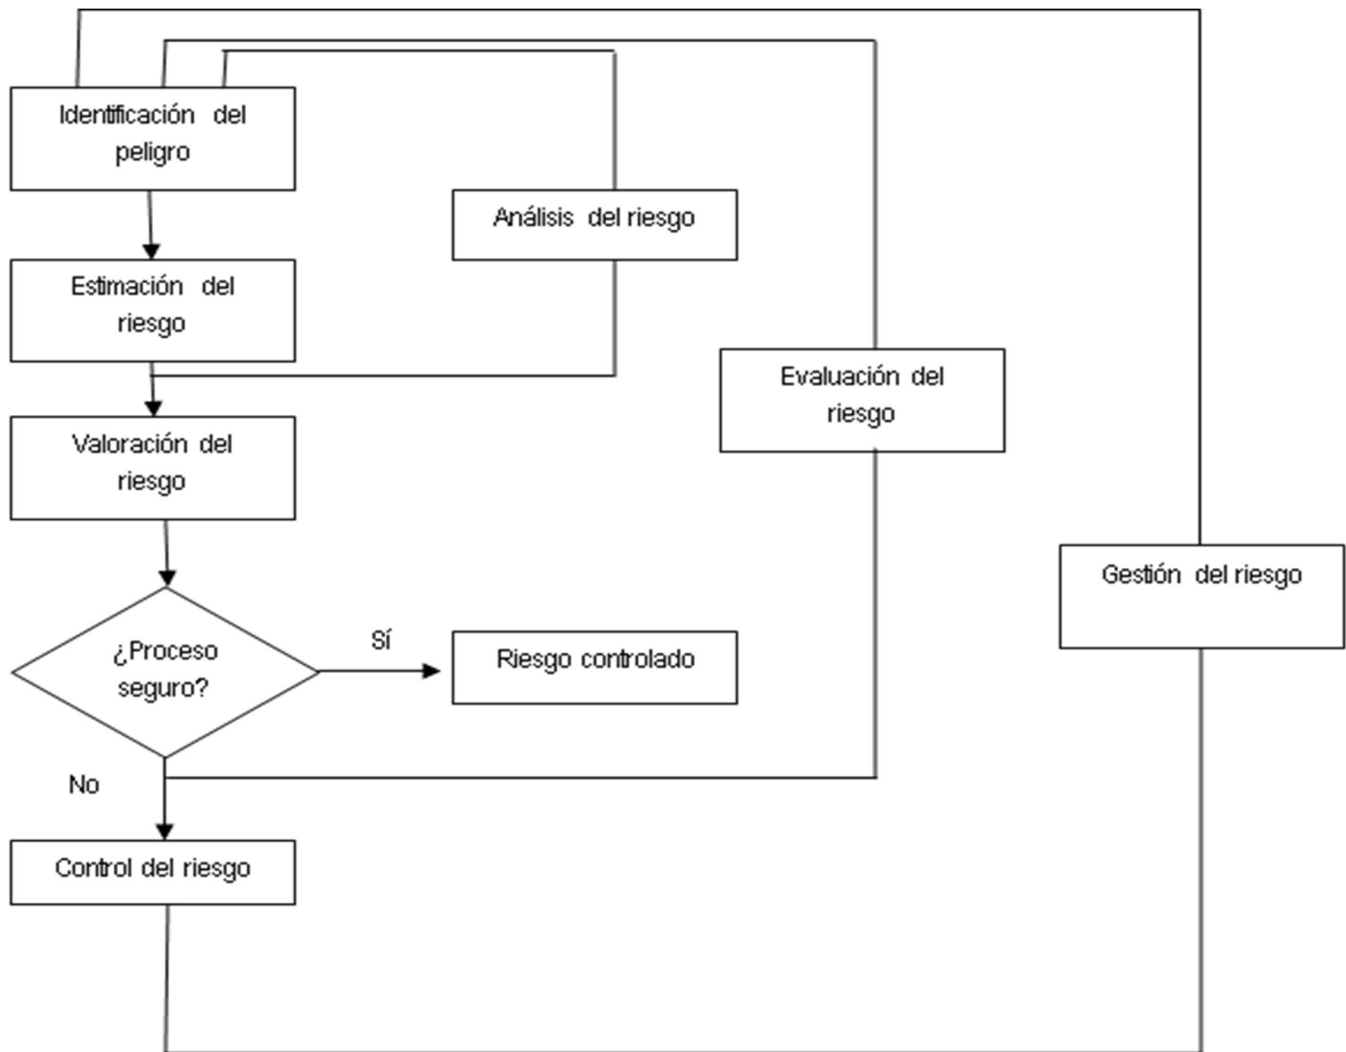 Identificación del
peligro
Análisis del riesgo
Estimación del
riesgo
Evaluación del
riesgo
Valoración del
riesgo
Gestión del riesgo
¿Proceso
seguro?
Sí
Riesgo controlado
No
Control del riesgo